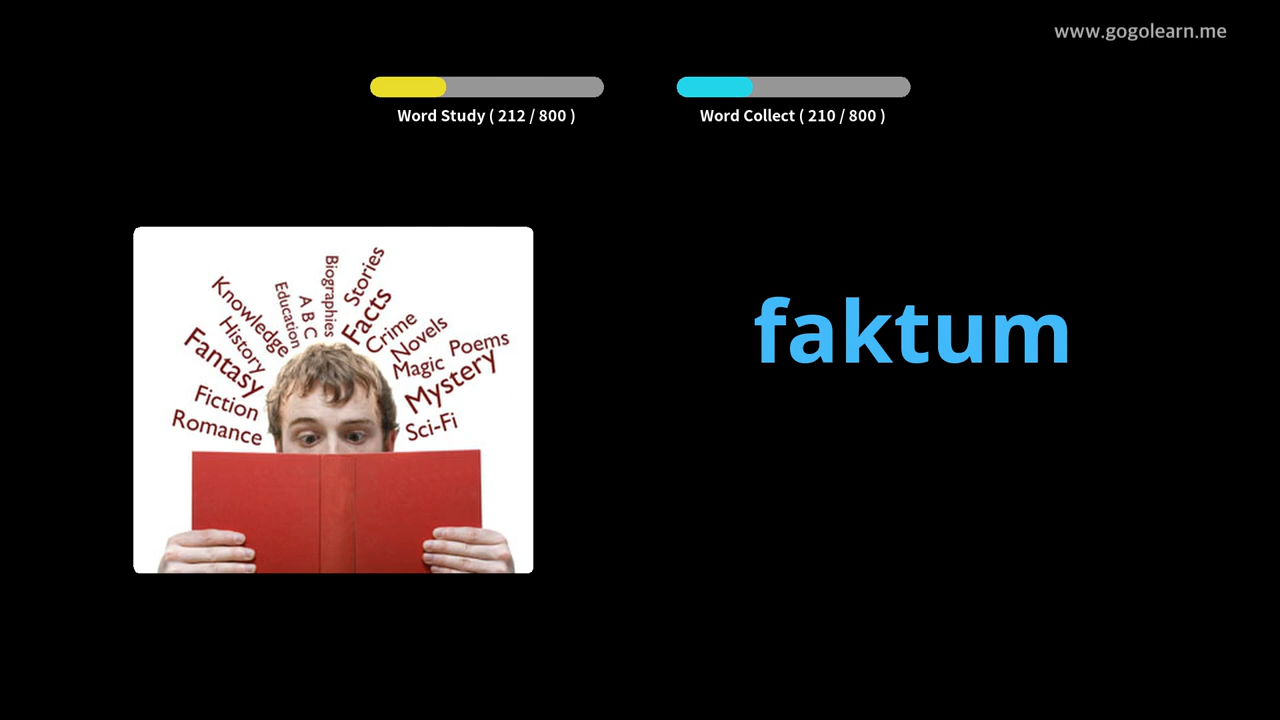 www.gogolearn.me
Word Study ( 212 / 800 )
Word Collect ( 210 / 800 )
faktum
Knowledge
History
Fantasy
Fiction
Romance
Education
A B C
Biographies
Stories
Facts
Crime
Novels
Magic
Poems
Mystery
Sci-Fi